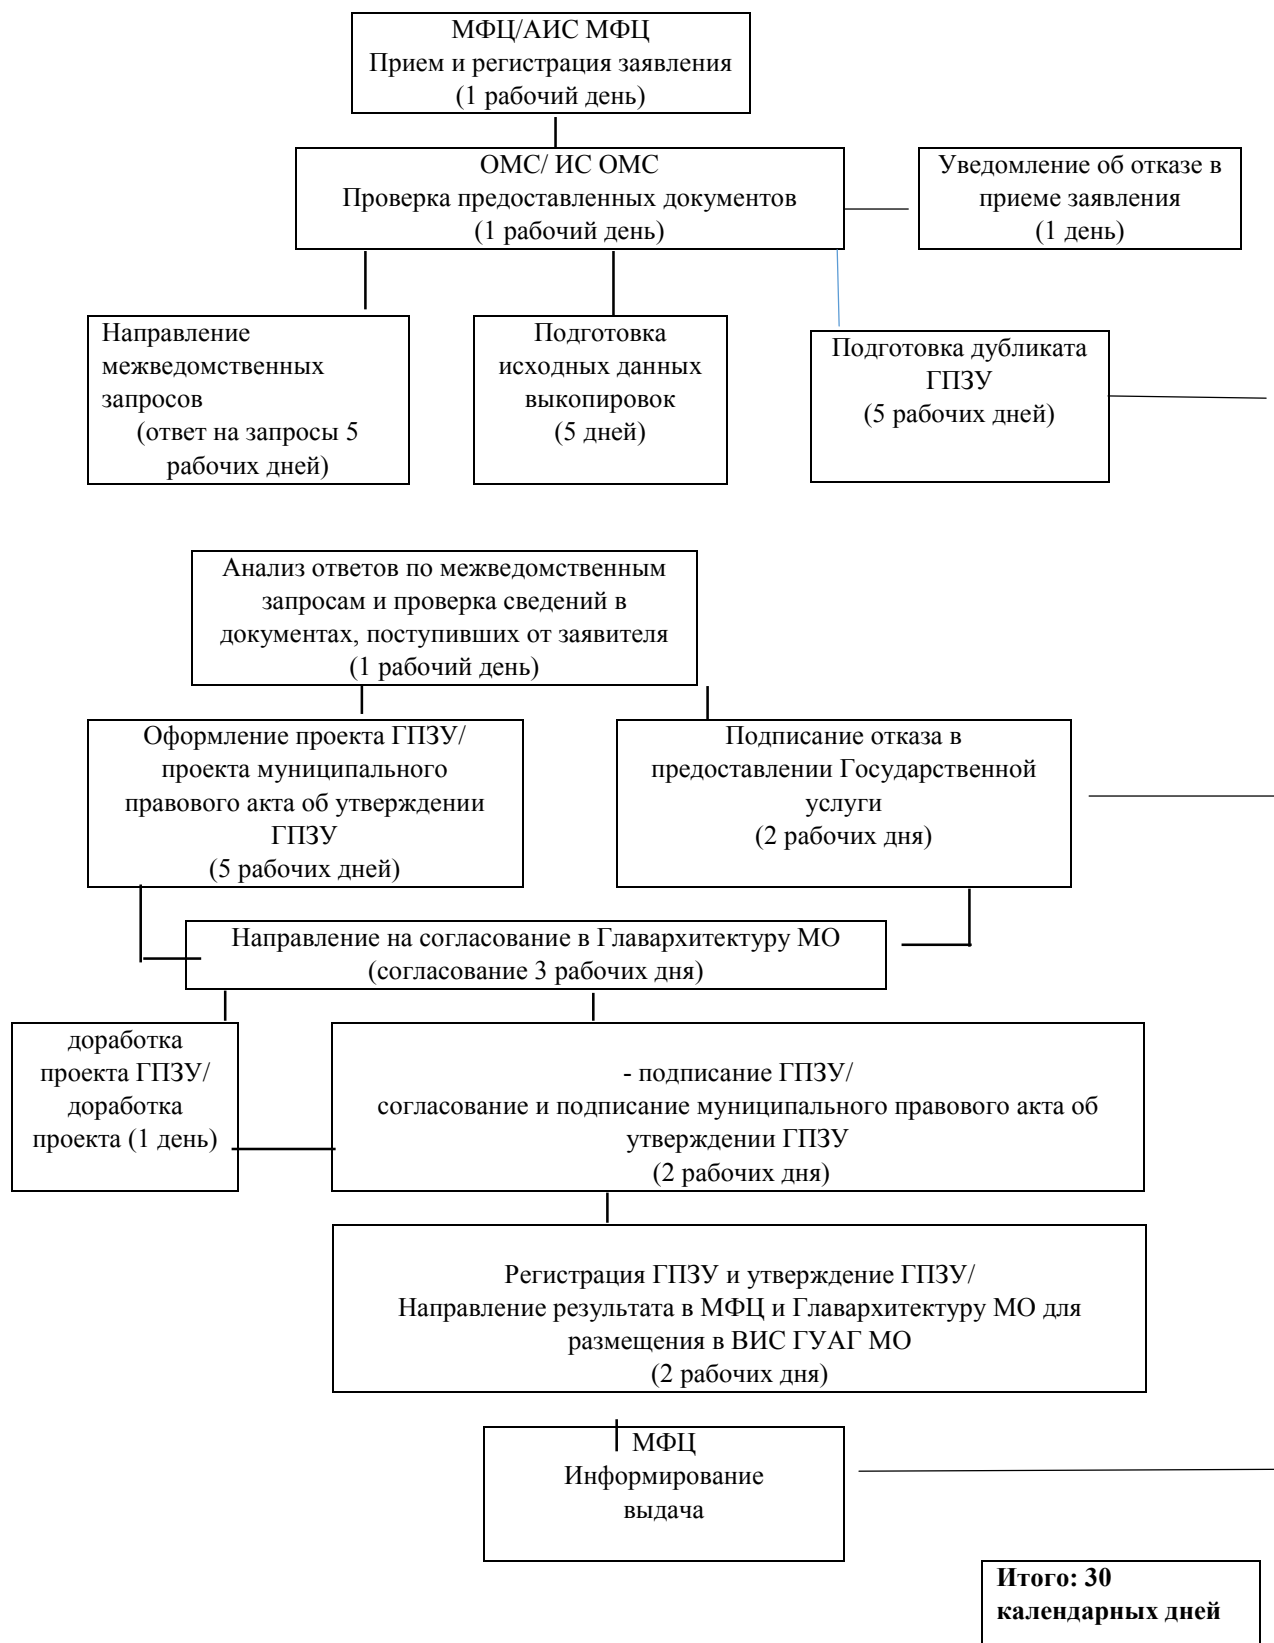 МФЦ/АИС МФЦ
Прием и регистрация заявления
(1 рабочий день)
ОМС/ ИС ОМС
Проверка предоставленных документов
(1 рабочий день)
Уведомление об отказе в
приеме заявления
(1 день)
Направление
межведомственных
запросов
(ответ на запросы 5
рабочих дней)
Подготовка
исходных данных
выкопировок
(5 дней)
Подготовка дубликата
ГПЗУ
(5 рабочих дней)
Анализ ответов по межведомственным
запросам и проверка сведений в
документах, поступивших от заявителя
(1 рабочий день)
Оформление проекта ГПЗУ/
проекта муниципального
правового акта об утверждении
ГПЗУ
(5 рабочих дней)
Подписание отказа в
предоставлении Государственной
услуги
(2 рабочих дня)
Направление на согласование в Главархитектуру МО
(согласование 3 рабочих дня)
доработка
проекта ГПЗУ/
доработка
проекта (1 день)
- подписание ГПЗУ/
согласование и подписание муниципального правового акта об
утверждении ГПЗУ
(2 рабочих дня)
Регистрация ГПЗУ и утверждение ГПЗУ/
Направление результата в МФЦ и Главархитектуру МО для
размещения в ВИС ГУАГ МО
(2 рабочих дня)
МФЦ
Информирование
выдача
Итого: 30
календарных дней